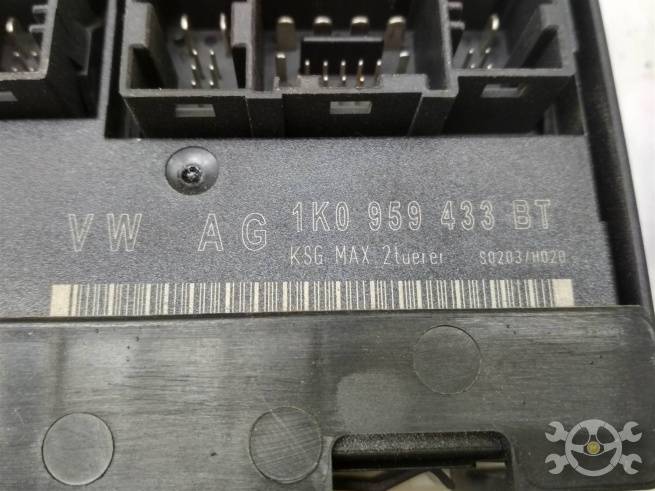 VW AG 1K0 959 433 BT
KSG MAX 2tuerer S0203/H020